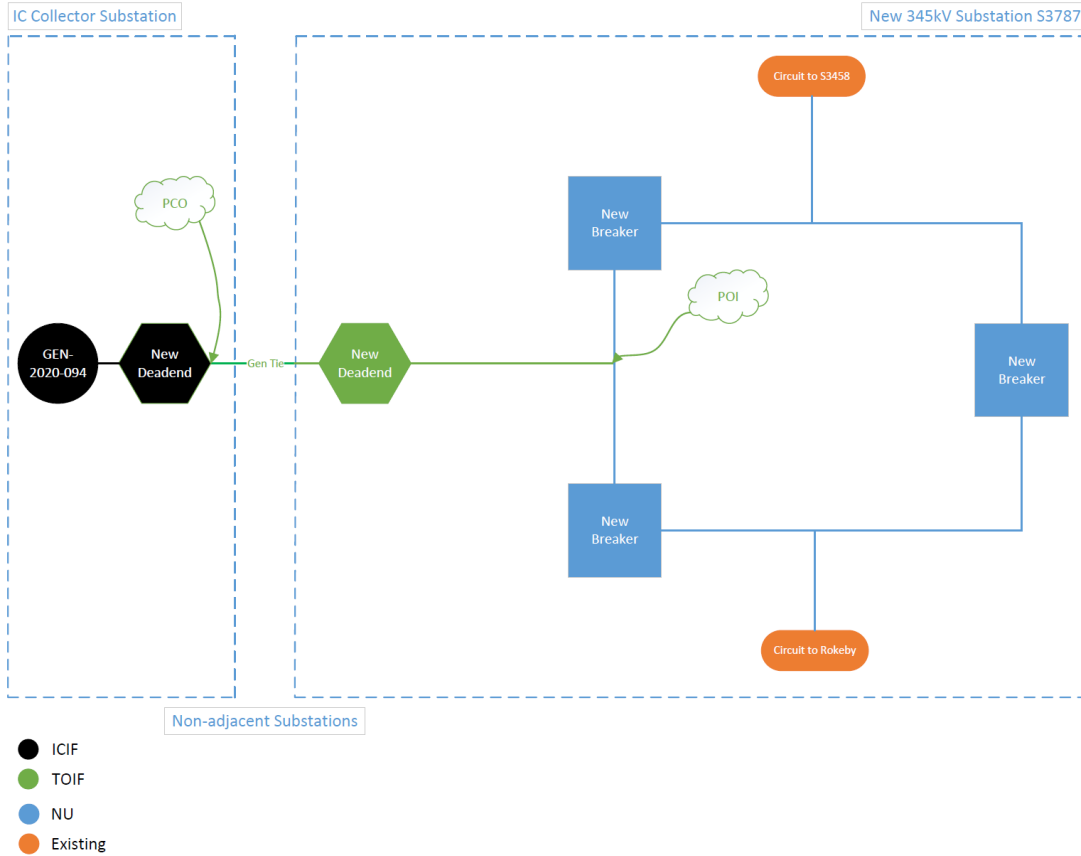 IC Collector Substation
New 345kV Substation S3787
Circuit to S3458
PCO
New
Breaker
POI
GEN-
2020-094
New
Deadend
Gen Tie
New
Deadend
New
Breaker
New
Breaker
Circuit to Rokeby
Non-adjacent Substations
ICIF
TOIF
NU
Existing